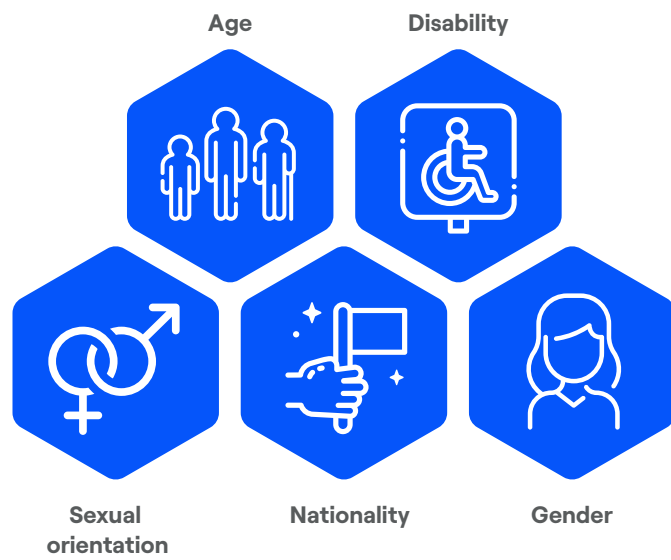 Age
Disability
Sexual
orientation
Nationality
Gender